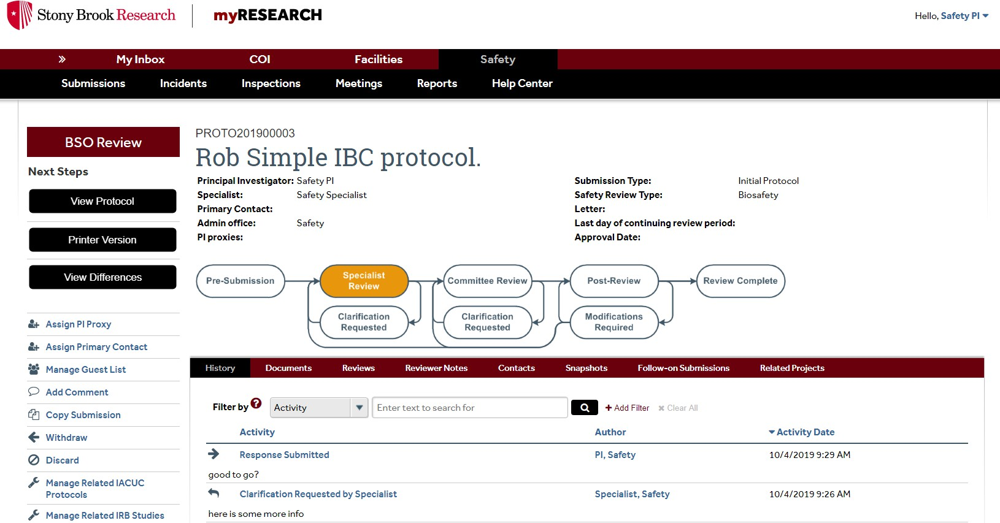 Stony Brook Research
myRESEARCH
Hello, Safety PI
My Inbox COI Facilities Safety
Submissions Incidents Inspections Meetings Reports Help Center
BSO Review
Next Steps
View Protocol
Printer Version
View Differences
Assign PI Proxy
Assign Primary Contact
Manage Guest List
Add Comment
Copy Submission
Withdraw
Discard
Manage Related IACUC
Protocols
Manage Related IRB Studies
PROTO201900003
Rob Simple IBC protocol.
Principal Investigator: Safety PI
Specialist: Safety Specialist
Primary Contact:
Admin office: Safety
PI proxies:
Submission Type: Initial Protocol
Safety Review Type: Biosafety
Letter:
Last day of continuing review period:
Approval Date:
Pre-Submission
Specialist
Review
Committee Review
Post-Review
Review Complete
Clarification
Requested
Clarification
Requested
Modifications
Required
History Documents Reviews Reviewer Notes Contacts Snapshots Follow-on Submissions Related Projects
Filter by ? Activity Enter text to search for Add Filter Clear All
Activity Author Activity Date
Response Submitted PI, Safety 10/4/2019 9:29 AM
good to go?
Clarification Requested by Specialist Specialist, Safety 10/4/2019 9:26 AM
here is some more info